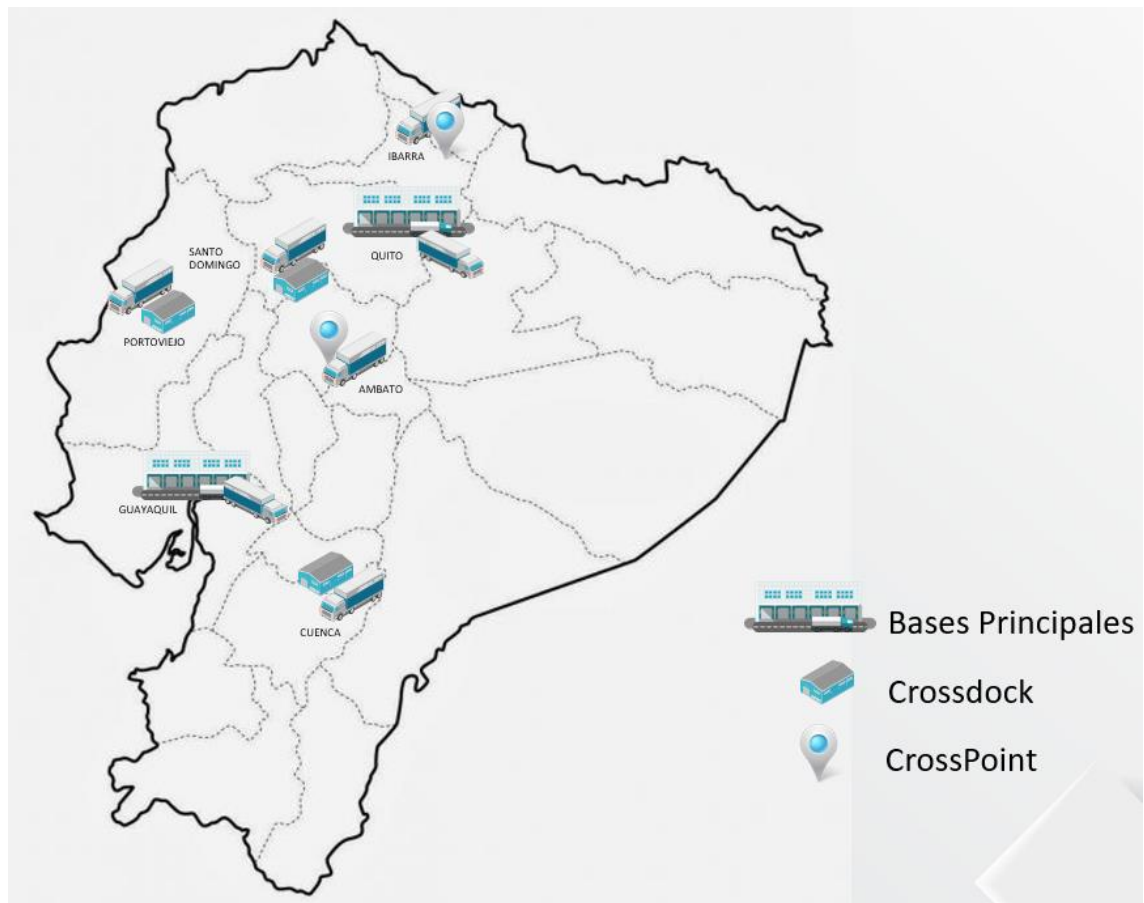 IBARRA
QUITO
SANTO
DOMINGO
PORTOVIEJO
AMBATO
GUAYAQUIL
CUENCA
Bases Principales
Crossdock
CrossPoint